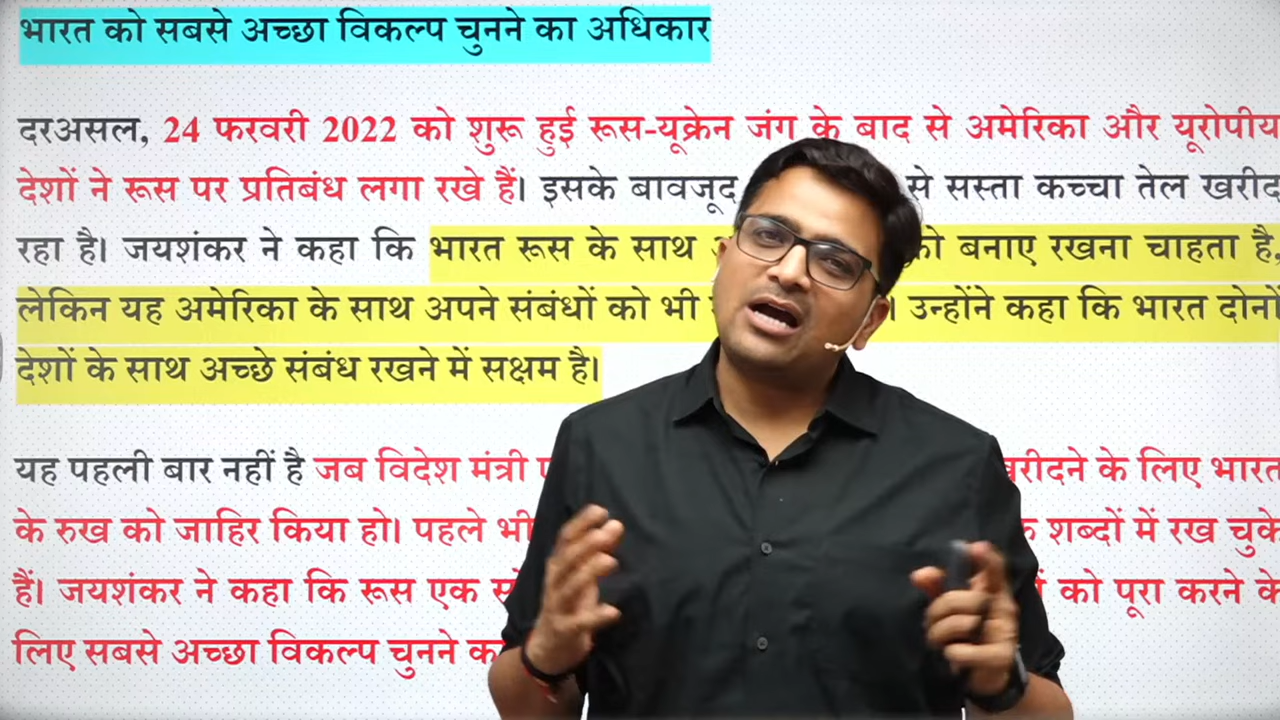 भारत को सबसे अच्छा विकल्प चुनने का अधिकार
दरअसल, 24 फरवरी 2022 को शुरू हुई रूस-यूक्रेन जंग के बाद से अमेरिका और यूरोपीय
देशों ने रूस पर प्रतिबंध लगा रखे हैं। इसके बावजूद से सस्ता कच्चा तेल खरीद
रहा है। जयशंकर ने कहा कि भारत रूस के साथ को बनाए रखना चाहता है,
लेकिन यह अमेरिका के साथ अपने संबंधों को भी । उन्होंने कहा कि भारत दोनों
देशों के साथ अच्छे संबंध रखने में सक्षम है।
यह पहली बार नहीं है जब विदेश मंत्री खरीदने के लिए भारत
के रुख को जाहिर किया हो। पहले भी शब्दों में रख चुके
हैं। जयशंकर ने कहा कि रूस एक को पूरा करने के
लिए सबसे अच्छा विकल्प चुनने